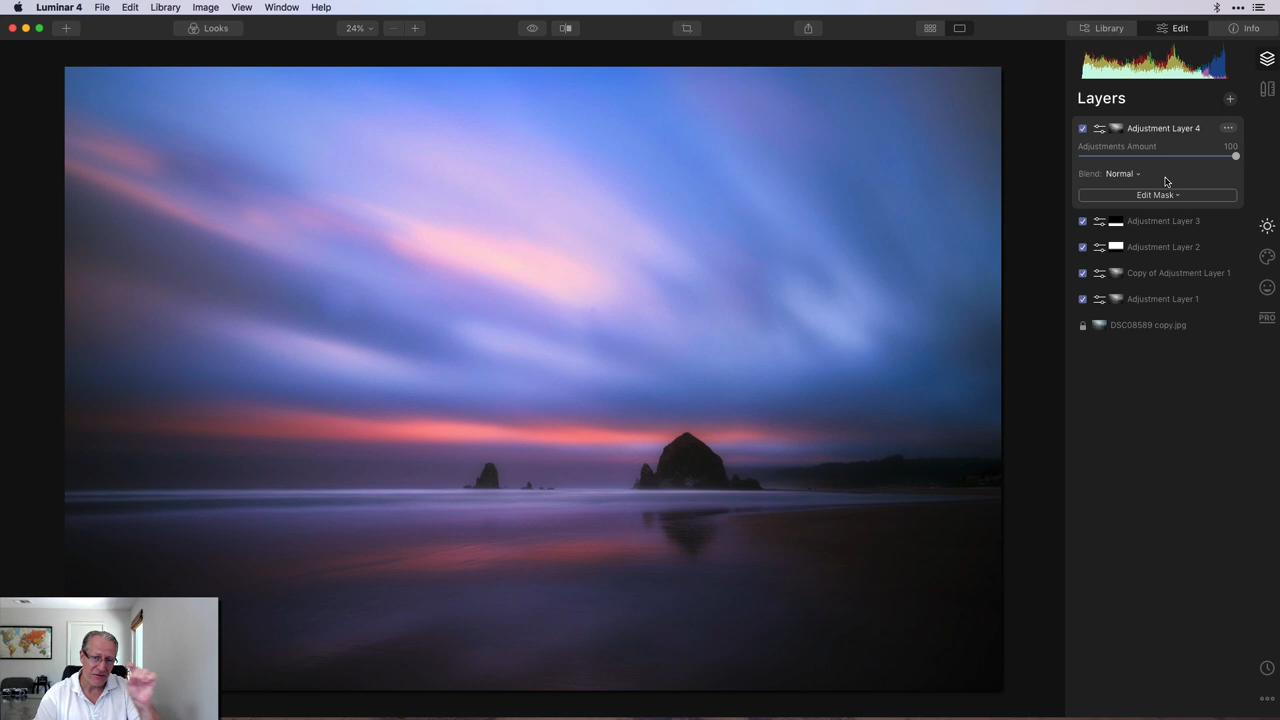 Luminar 4 File Edit Library Image View Window Help
Looks 24% Library Edit Info
Layers
Adjustment Layer 4
Adjustments Amount 100
Blend: Normal
Edit Mask
Adjustment Layer 3
Adjustment Layer 2
Copy of Adjustment Layer 1
Adjustment Layer 1
DSC08589 copy.jpg
PRO